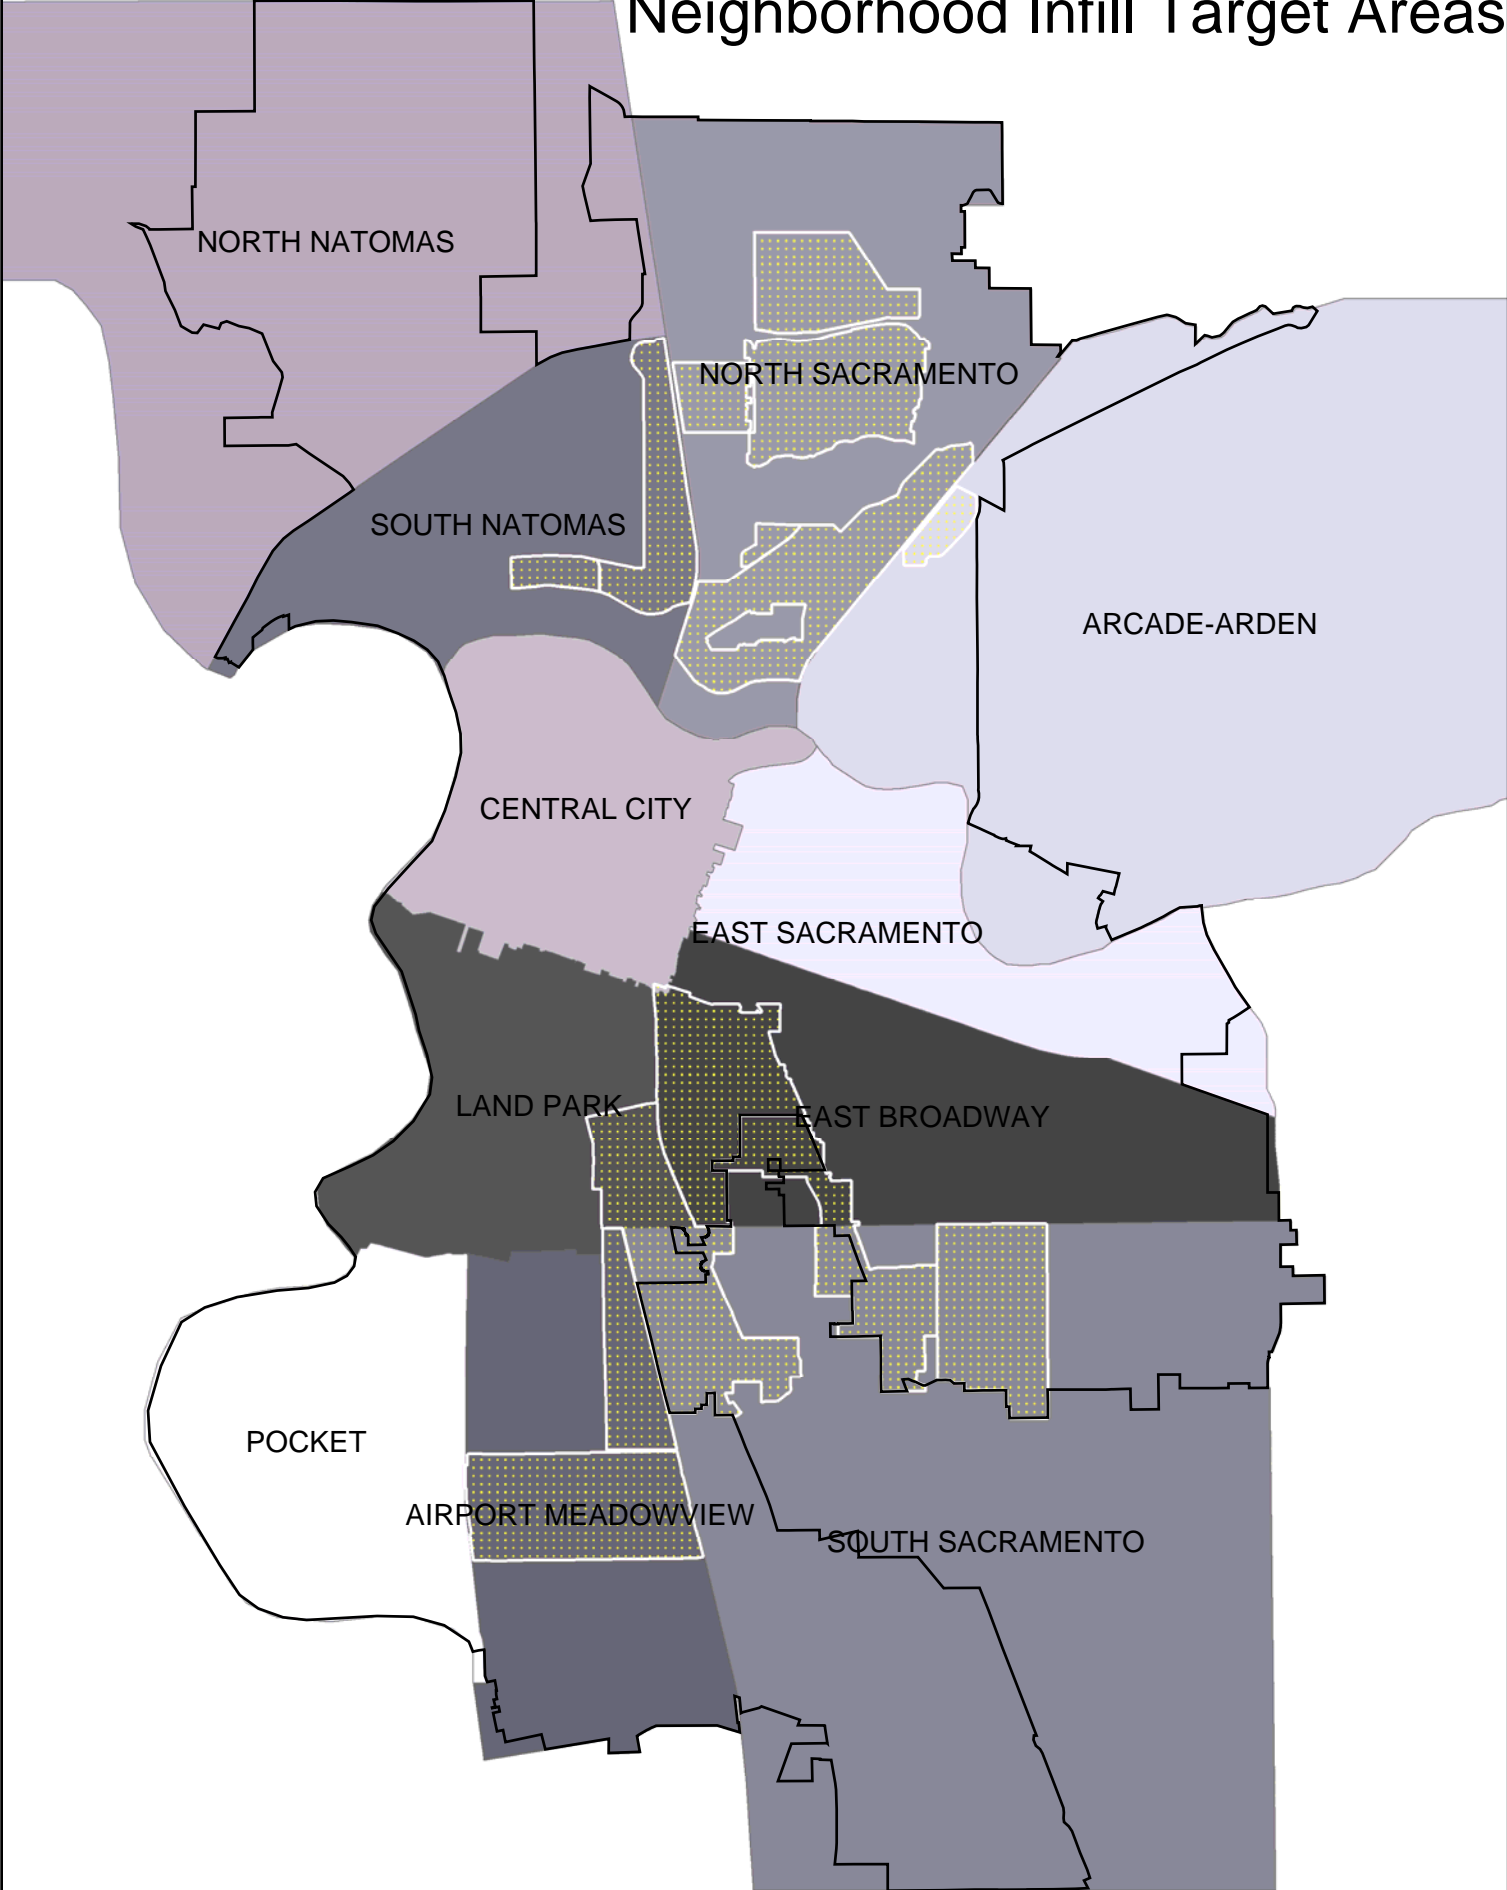 Neighborhood Infill Target Areas
NORTH NATOMAS
NORTH SACRAMENTO
SOUTH NATOMAS
ARCADE-ARDEN
CENTRAL CITY
EAST SACRAMENTO
LAND PARK
EAST BROADWAY
POCKET
AIRPORT MEADOWVIEW
SOUTH SACRAMENTO